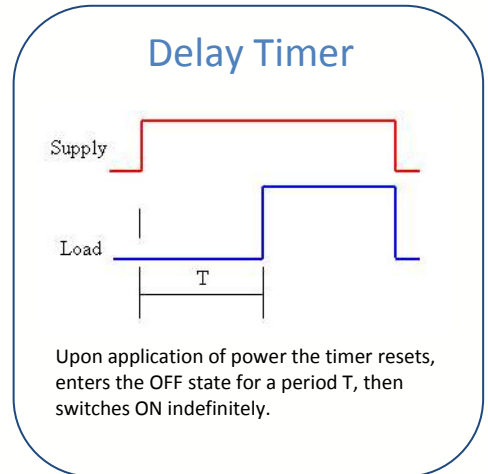 Delay Timer
Supply
Load
T
Upon application of power the timer resets,
enters the OFF state for a period T, then
switches ON indefinitely.